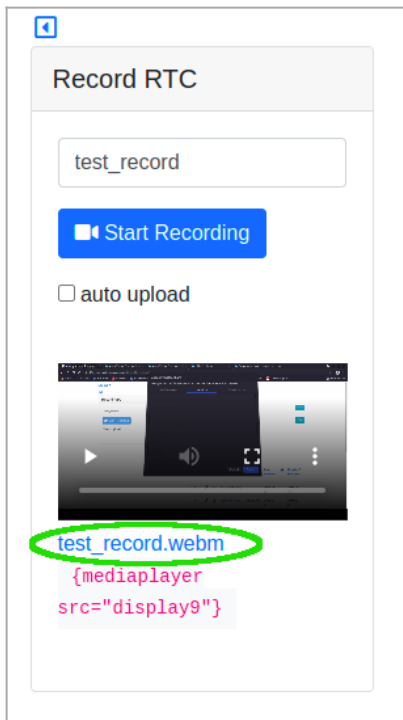 Record RTC
test_record
Start Recording
auto upload
test_record.webm
{mediaplayer
src="display9"}